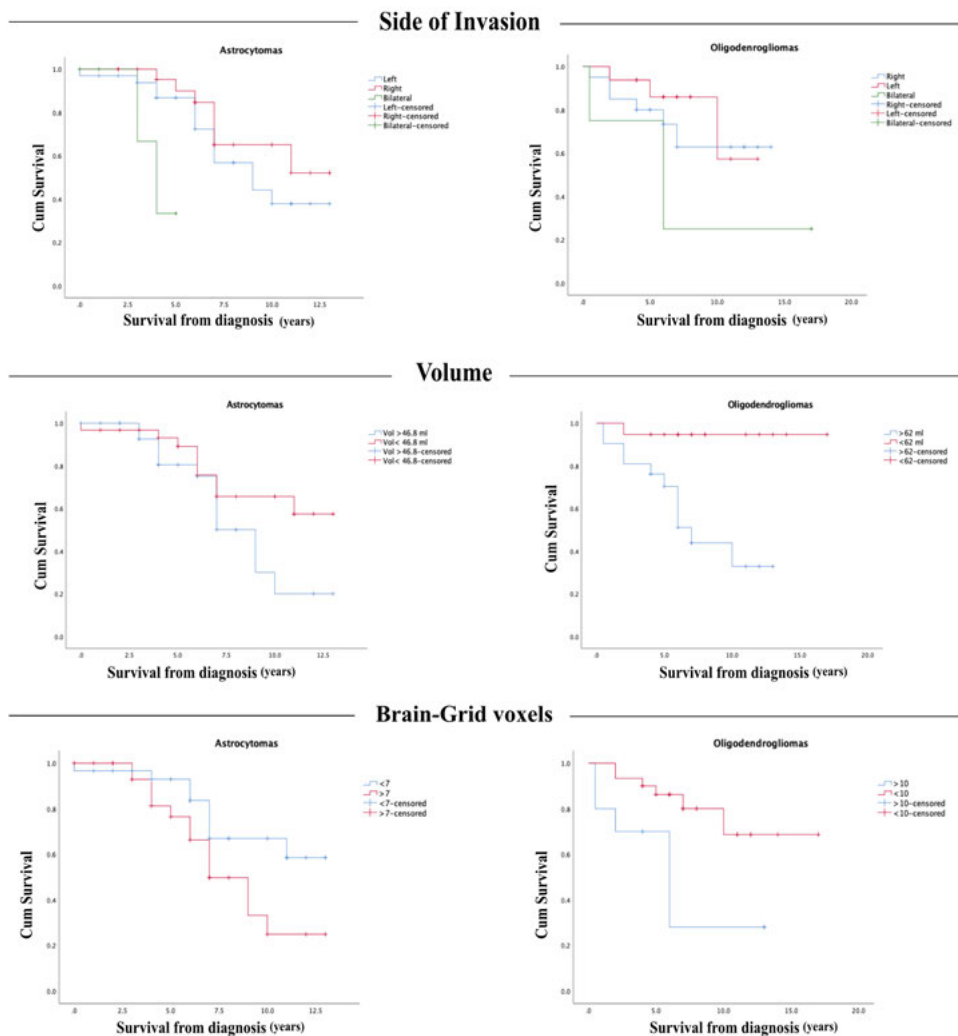 Side of Invasion
Astrocytomas
Cum Survival
1.0
0.8
0.6
0.4
0.2
0.0
.0 2.5 5.0 7.5 10.0 12.5
Survival from diagnosis (years)
Left
Right
Bilateral
Left-censored
Right-censored
Bilateral-censored
Oligodenrogliomas
Cum Survival
1.0
0.8
0.6
0.4
0.2
0.0
.0 5.0 10.0 15.0 20.0
Survival from diagnosis (years)
Right
Left
Bilateral
Right-censored
Left-censored
Bilateral-censored
Volume
Astrocytomas
Cum Survival
1.0
0.8
0.6
0.4
0.2
0.0
.0 2.5 5.0 7.5 10.0 12.5
Survival from diagnosis (years)
Vol >46.8 ml
Vol< 46.8 ml
Vol >46.8-censored
Vol< 46.8-censored
Oligodendrogliomas
Cum Survival
1.0
0.8
0.6
0.4
0.2
0.0
.0 5.0 10.0 15.0 20.0
Survival from diagnosis (years)
>62 ml
<62 ml
>62-censored
<62-censored
Brain-Grid voxels
Astrocytomas
Cum Survival
1.0
0.8
0.6
0.4
0.2
0.0
.0 2.5 5.0 7.5 10.0 12.5
Survival from diagnosis (years)
<7
>7
<7-censored
>7-censored
Oligodendrogliomas
Cum Survival
1.0
0.8
0.6
0.4
0.2
0.0
.0 5.0 10.0 15.0 20.0
Survival from diagnosis (years)
>10
<10
>10-censored
<10-censored